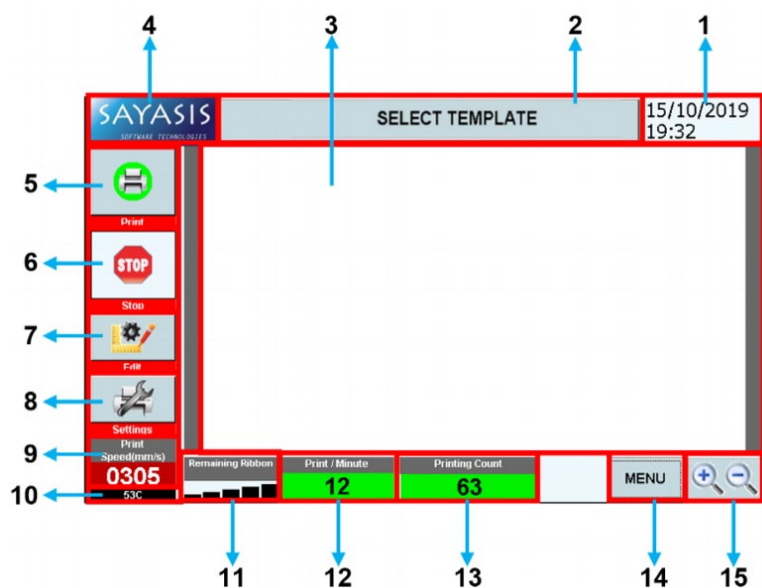 4 3 2 1
SAYASIS
SOFTWARE TECHNOLOGIES
SELECT TEMPLATE
15/10/2019
19:32
5
Print
6
STOP
Stop
7
Edit
8
Settings
9
Print
Speed(mm/s)
0305
10
53C
Remaining Ribbon
Print / Minute
12
Printing Count
63
MENU
11 12 13 14 15